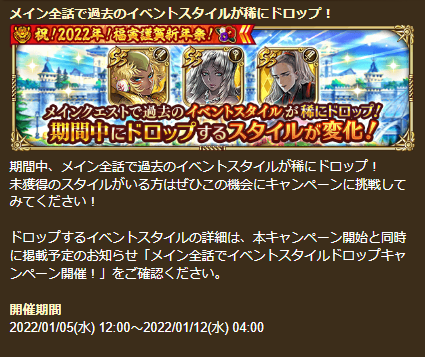 メイン全話で過去のイベントスタイルが稀にドロップ！
祝！2022年！福寅謹賀新年祭！
SS SS SS
メインクエストで過去のイベントスタイルが稀にドロップ!
期間中にドロップするスタイルが変化！
期間中、メイン全話で過去のイベントスタイルが稀にドロップ！
未獲得のスタイルがいる方はぜひこの機会にキャンペーンに挑戦して
みてください！
ドロップするイベントスタイルの詳細は、本キャンペーン開始と同時
に掲載予定のお知らせ「メイン全話でイベントスタイルドロップキャ
ンペーン開催！」をご確認ください。
開催期間
2022/01/05(水) 12:00～2022/01/12(水) 04:00